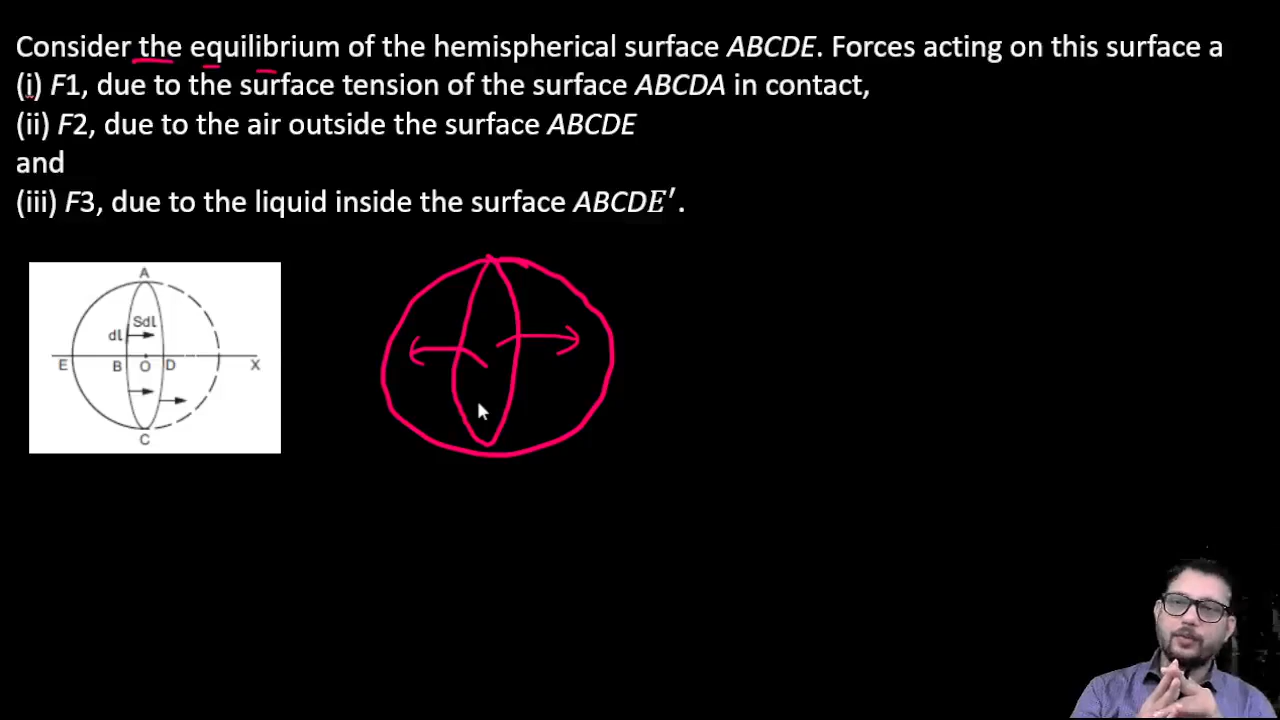 Consider the equilibrium of the hemispherical surface ABCDE. Forces acting on this surface a
(i) F1, due to the surface tension of the surface ABCDA in contact,
(ii) F2, due to the air outside the surface ABCDE
and
(iii) F3, due to the liquid inside the surface ABCDE′.
A
Sdl
dl
E B O D X
C